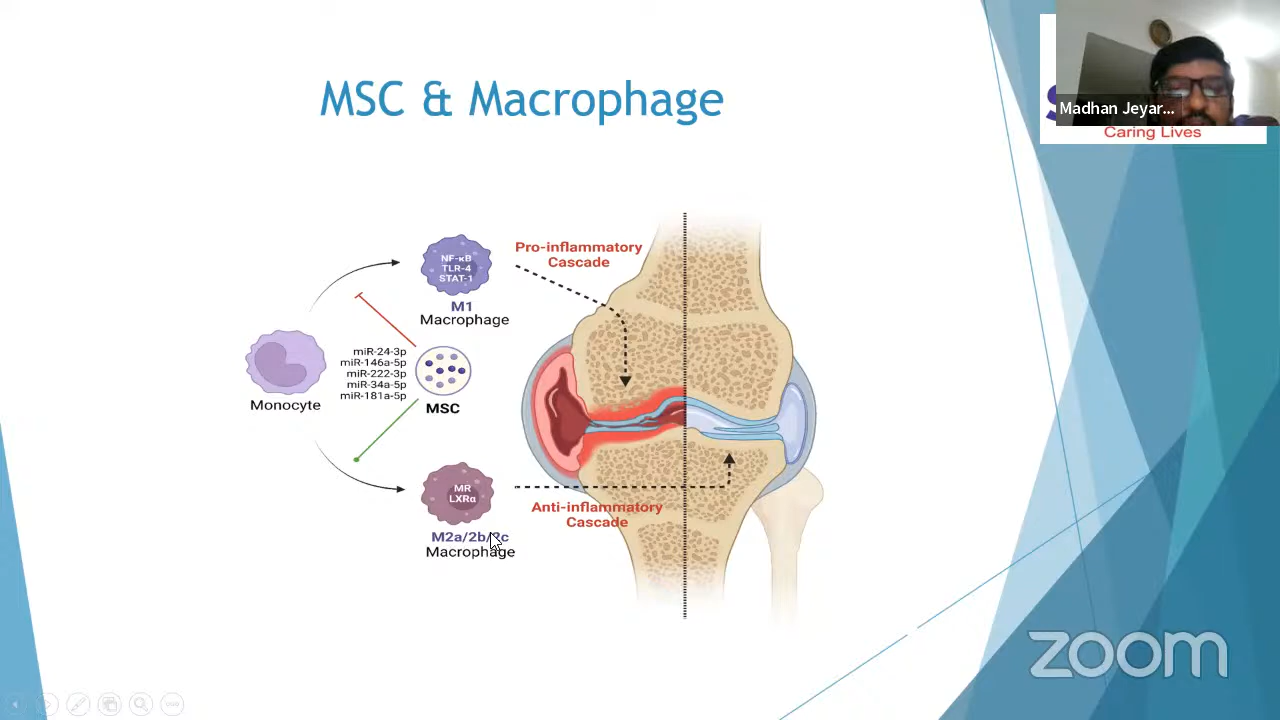 MSC & Macrophage
Madhan Jeyar...
Caring Lives
Pro-inflammatory
Cascade
NF-κB
TLR-4
STAT-1
M1
Macrophage
miR-24-3p
miR-146a-5p
miR-222-3p
miR-34a-5p
miR-181a-5p
Monocyte
MSC
MR
LXRα
Anti-inflammatory
Cascade
M2a/2b/2c
Macrophage
zoom